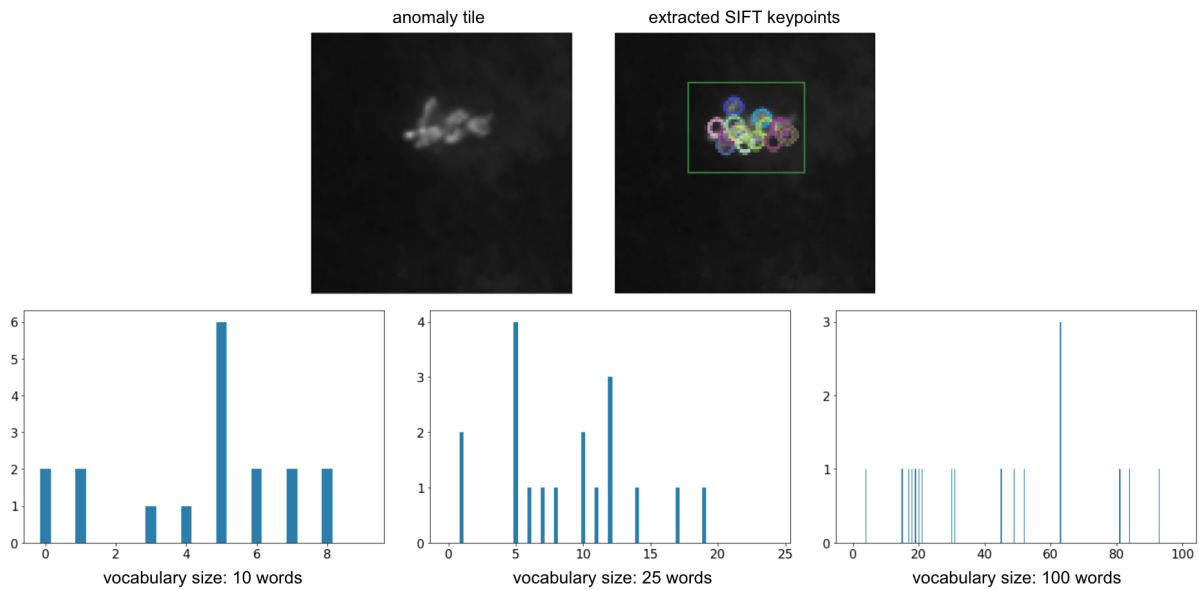 anomaly tile
extracted SIFT keypoints
6
5
4
3
2
1
0
0 2 4 6 8
vocabulary size: 10 words
4
3
2
1
0
0 5 10 15 20 25
vocabulary size: 25 words
3
2
1
0
0 20 40 60 80 100
vocabulary size: 100 words